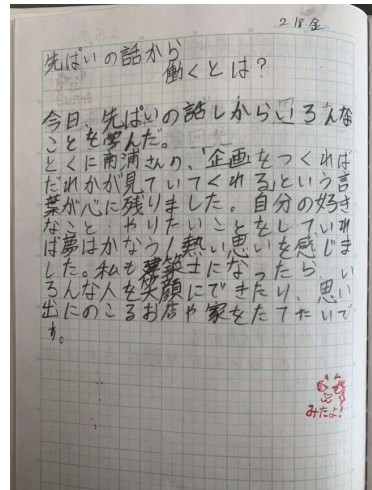 2 18 金
先ぱいの話から
働くとは？
今日、先ぱいの話しからいろんな
ことを学んだ。
とくに南浦さんの、「企画をつくれば
だれかが見ていてくれる」という言
葉が心に残りました。自分の好き
なこと・やりたいことをしていれ
ば夢はかなう！熱い思いを感じま
した。私も建築士になったら、い
ろんな人を笑顔にできたり、思い
出にのこるお店や家をたてたいで
す。
みたよ！